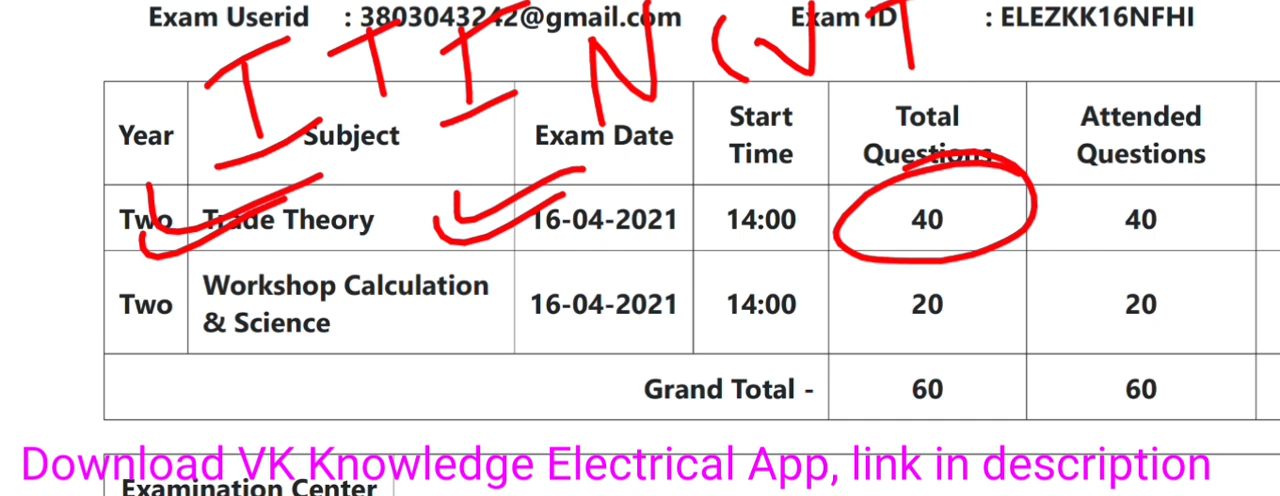 Exam Userid : 3803043242@gmail.com Exam ID : ELEZKK16NFHI
ITI NCVT
Year Subject Exam Date Start Time Total Questions Attended Questions
Two Trade Theory 16-04-2021 14:00 40 40
Two Workshop Calculation & Science 16-04-2021 14:00 20 20
Grand Total - 60 60
Download VK Knowledge Electrical App, link in description
Examination Center